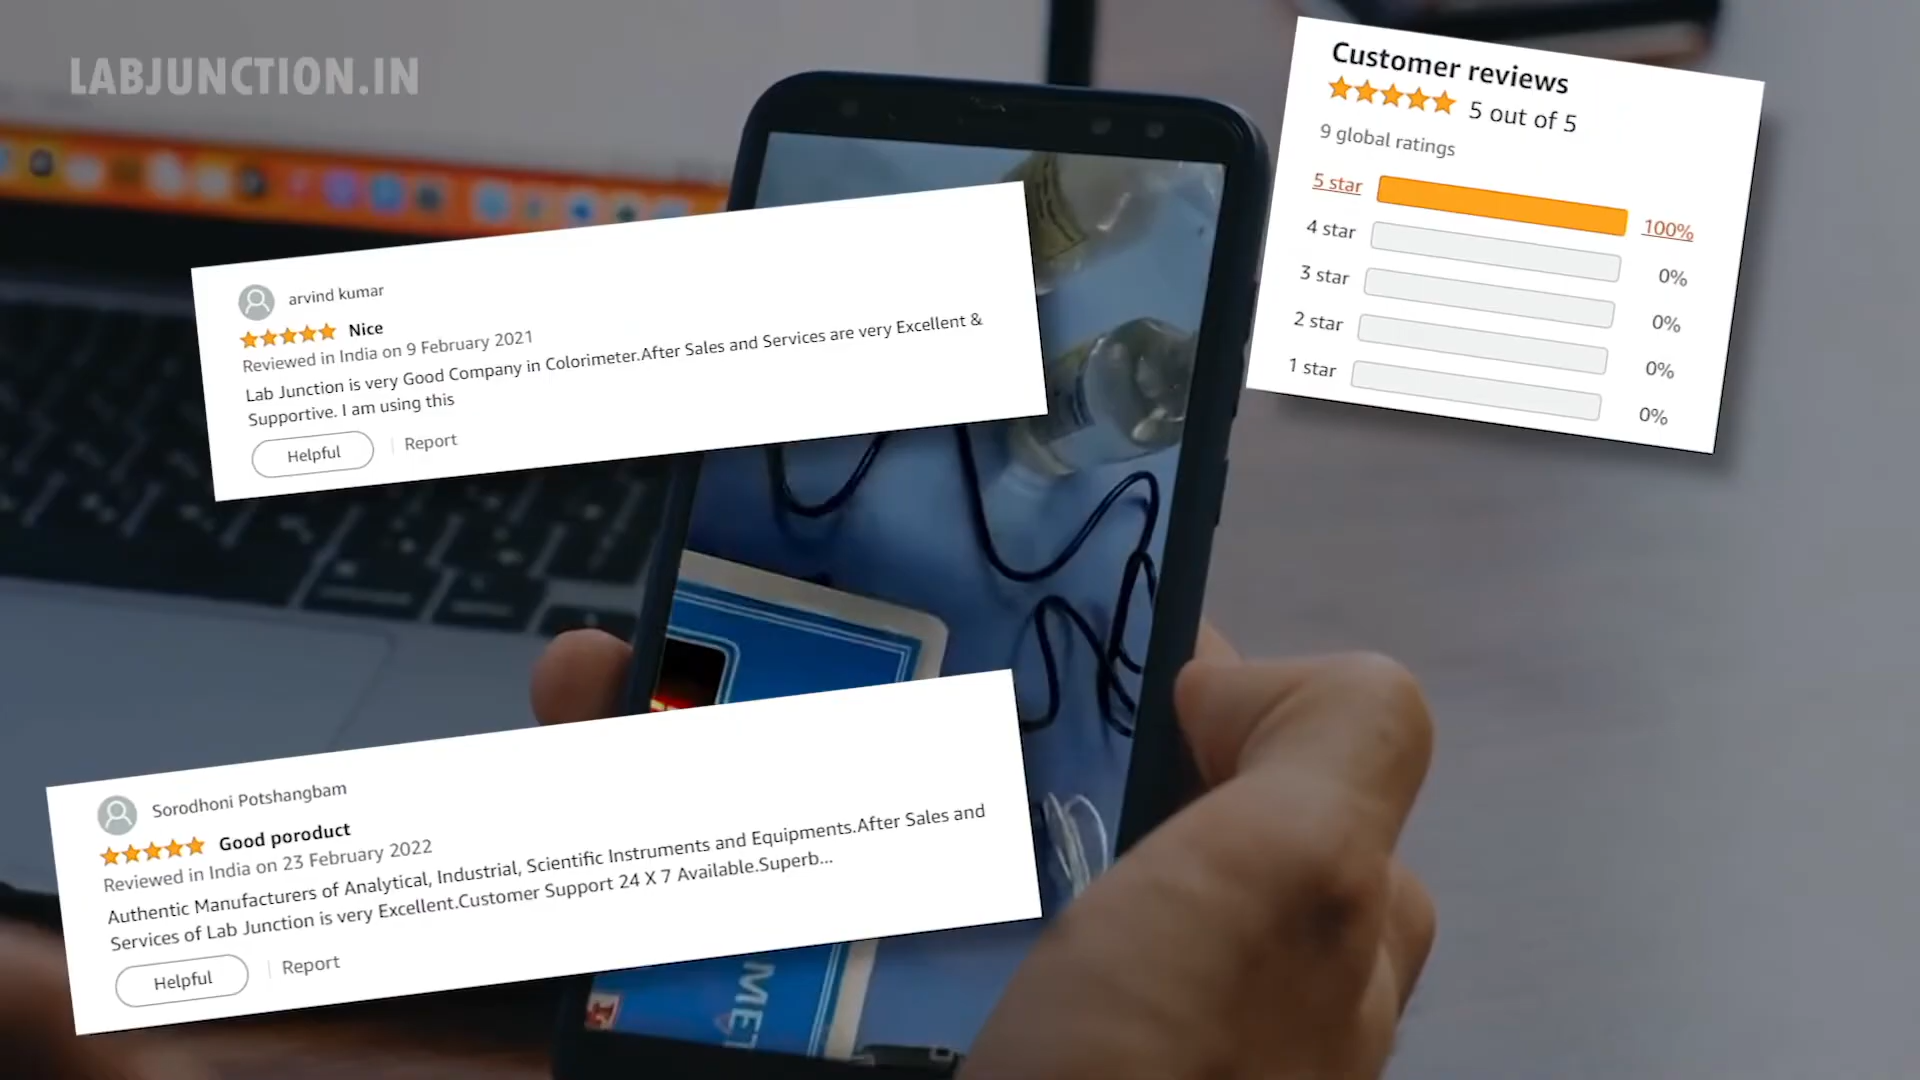 LABJUNCTION.IN
Customer reviews
5 out of 5
9 global ratings
5 star 100%
4 star 0%
3 star 0%
2 star 0%
1 star 0%
arvind kumar
Nice
Reviewed in India on 9 February 2021
Lab Junction is very Good Company in Colorimeter.After Sales and Services are very Excellent &
Supportive. I am using this
Helpful
Report
Sorodhoni Potshangbam
Good poroduct
Reviewed in India on 23 February 2022
Authentic Manufacturers of Analytical, Industrial, Scientific Instruments and Equipments.After Sales and
Services of Lab Junction is very Excellent.Customer Support 24 X 7 Available.Superb...
Helpful
Report
MET